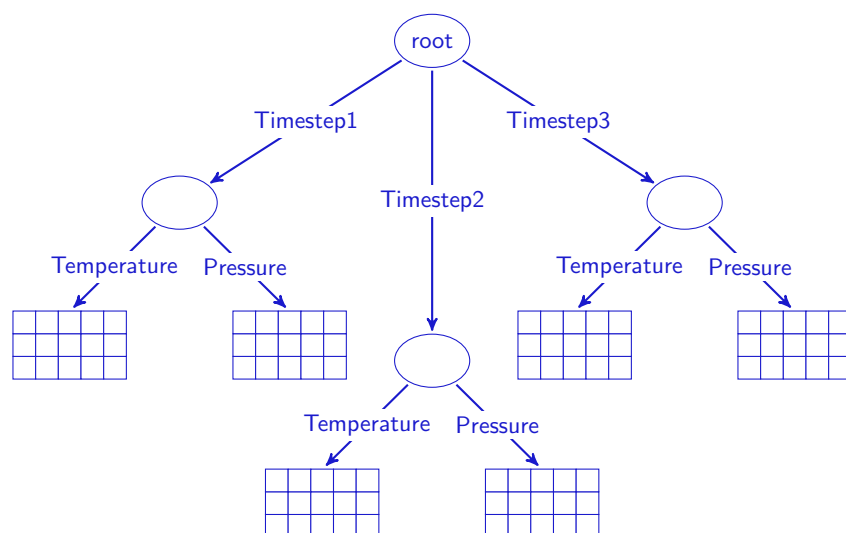 root
Timestep1
Timestep3
Timestep2
Temperature
Pressure
Temperature
Pressure
Temperature
Pressure